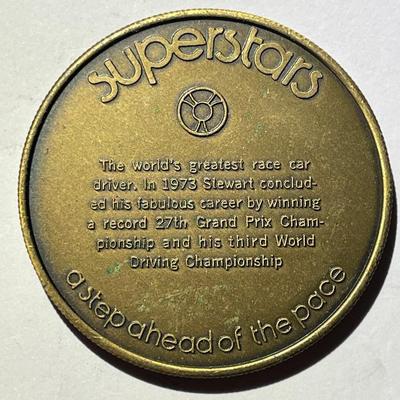 superstars
The world's greatest race car
driver. In 1973 Stewart conclud-
ed his fabulous career by winning
a record 27th Grand Prix Cham-
pionship and his third World
Driving Championship
a step ahead of the pace